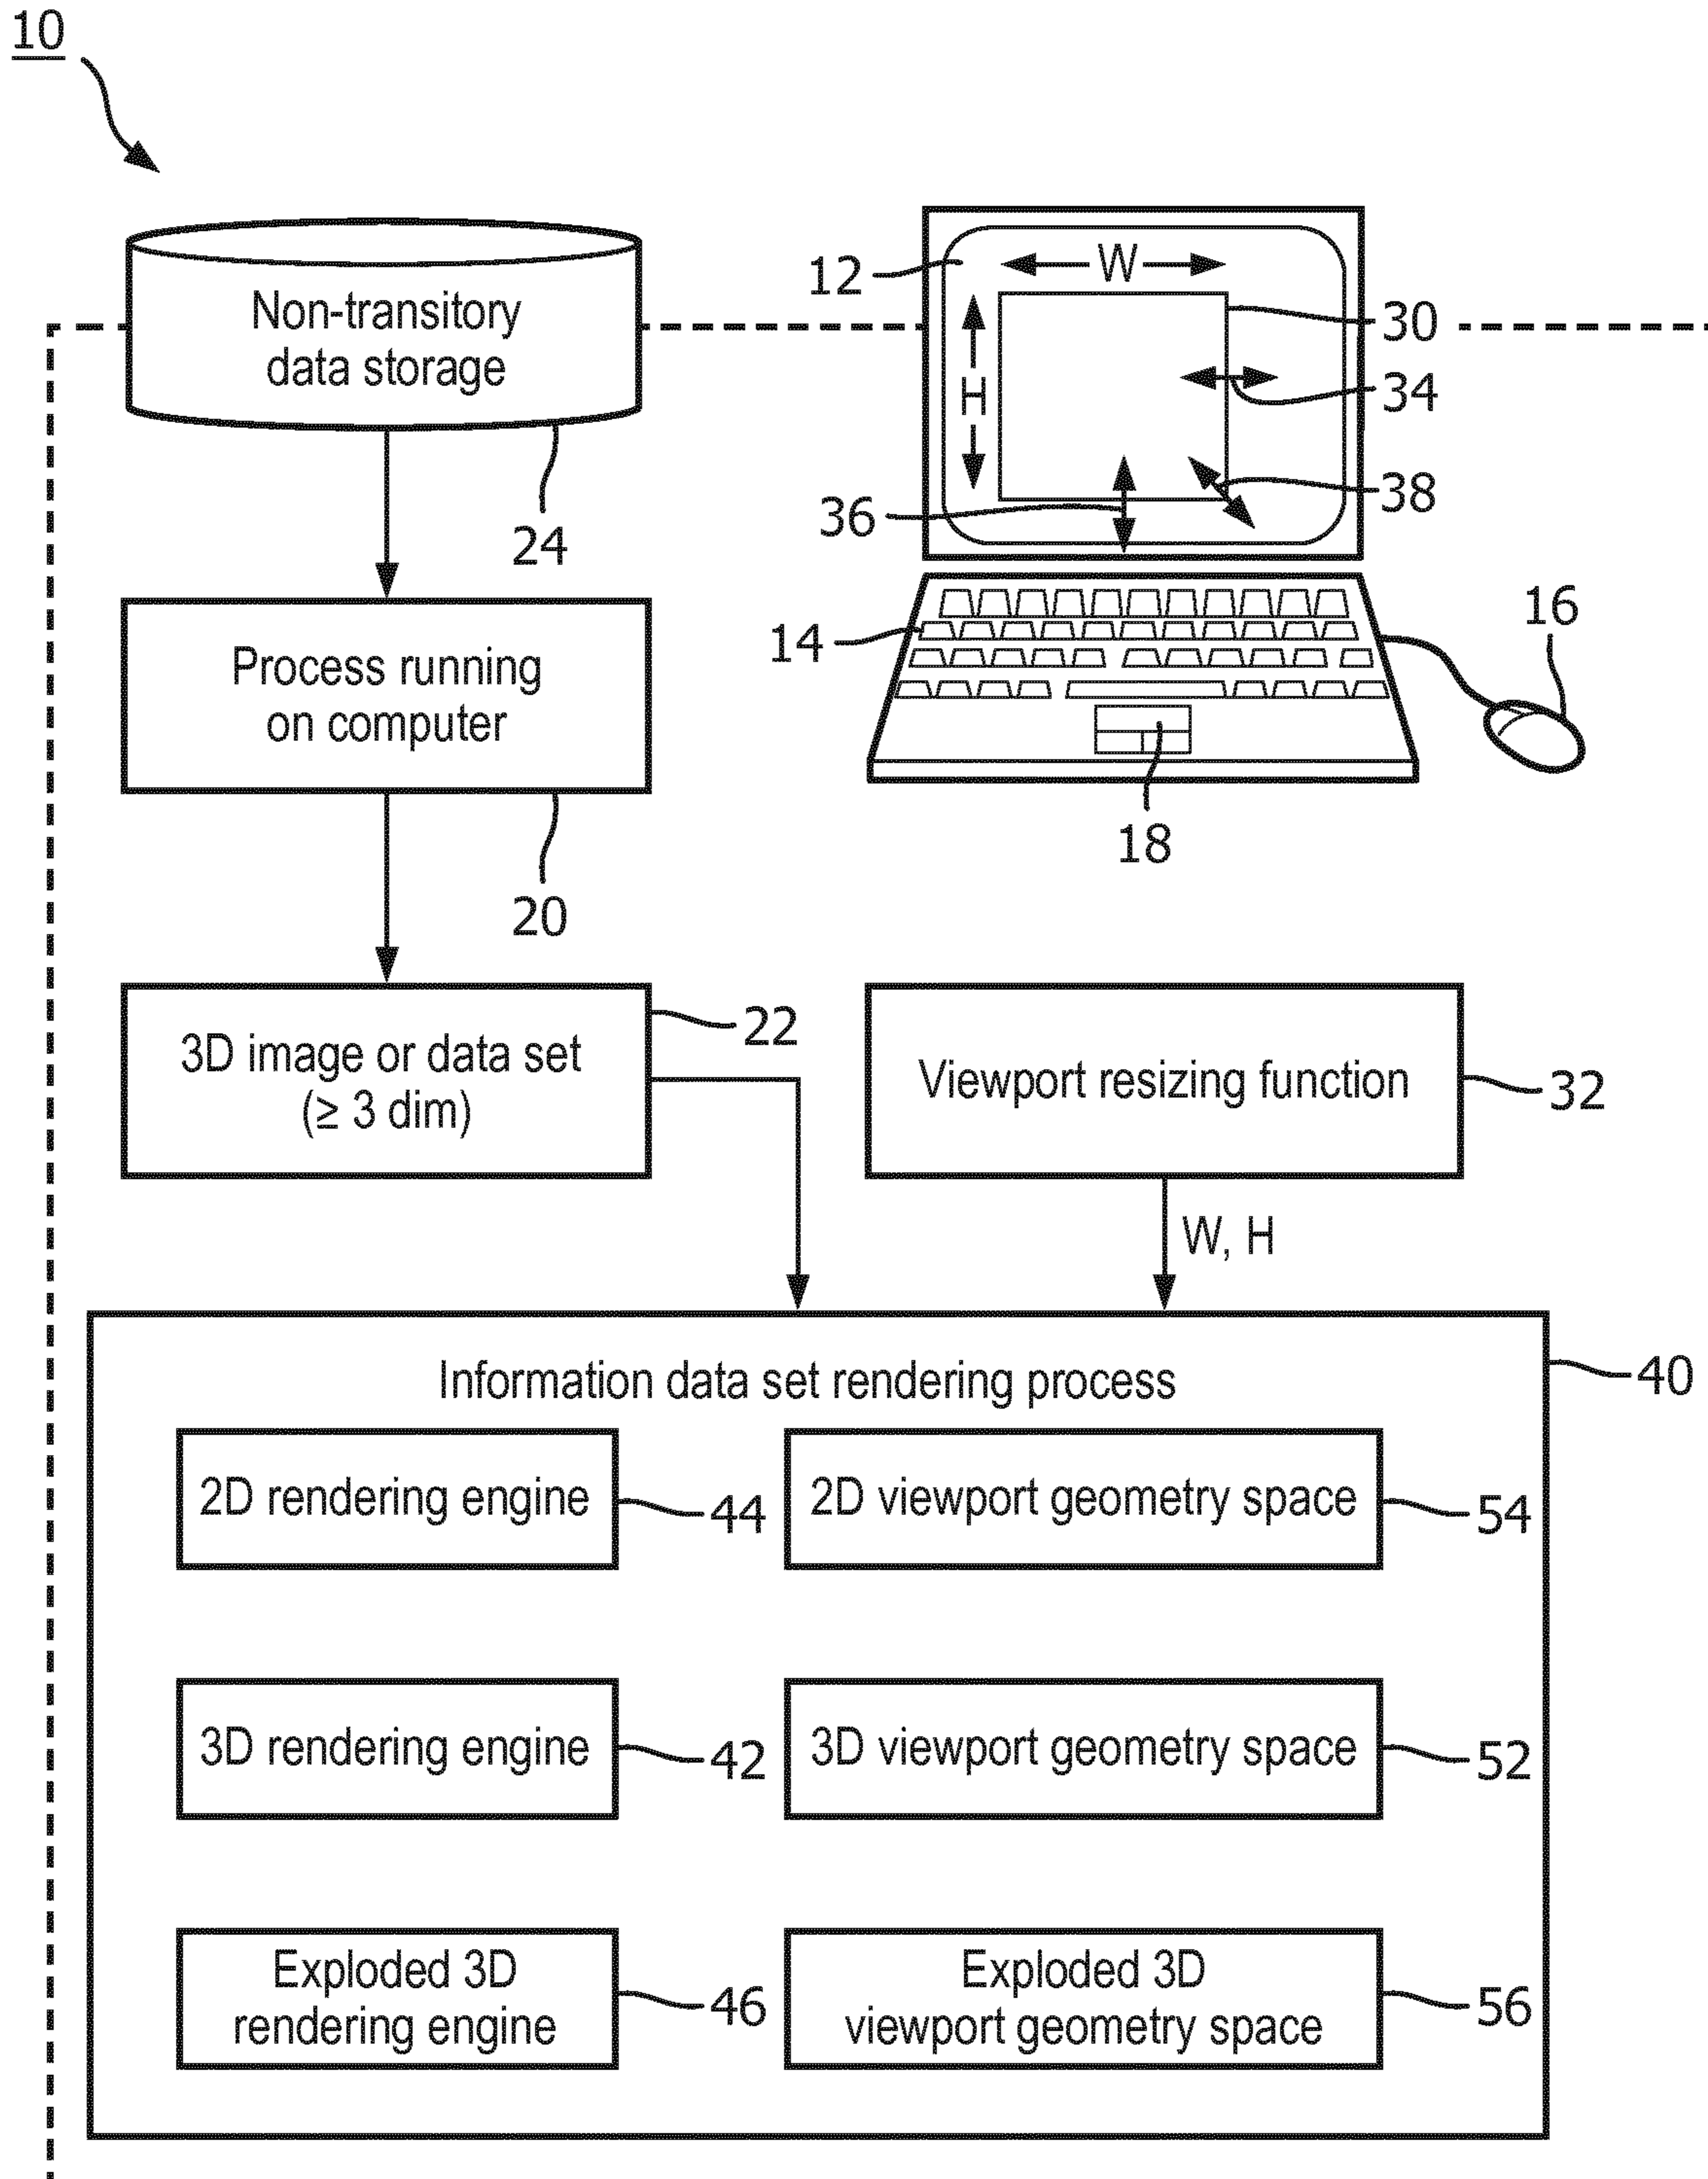 10
Non-transitory
data storage
24
12
W
H
30
34
38
36
14
16
18
Process running
on computer
20
3D image or data set
(≥ 3 dim)
22
Viewport resizing function
32
W, H
Information data set rendering process
40
2D rendering engine
44
2D viewport geometry space
54
3D rendering engine
42
3D viewport geometry space
52
Exploded 3D
rendering engine
46
Exploded 3D
viewport geometry space
56